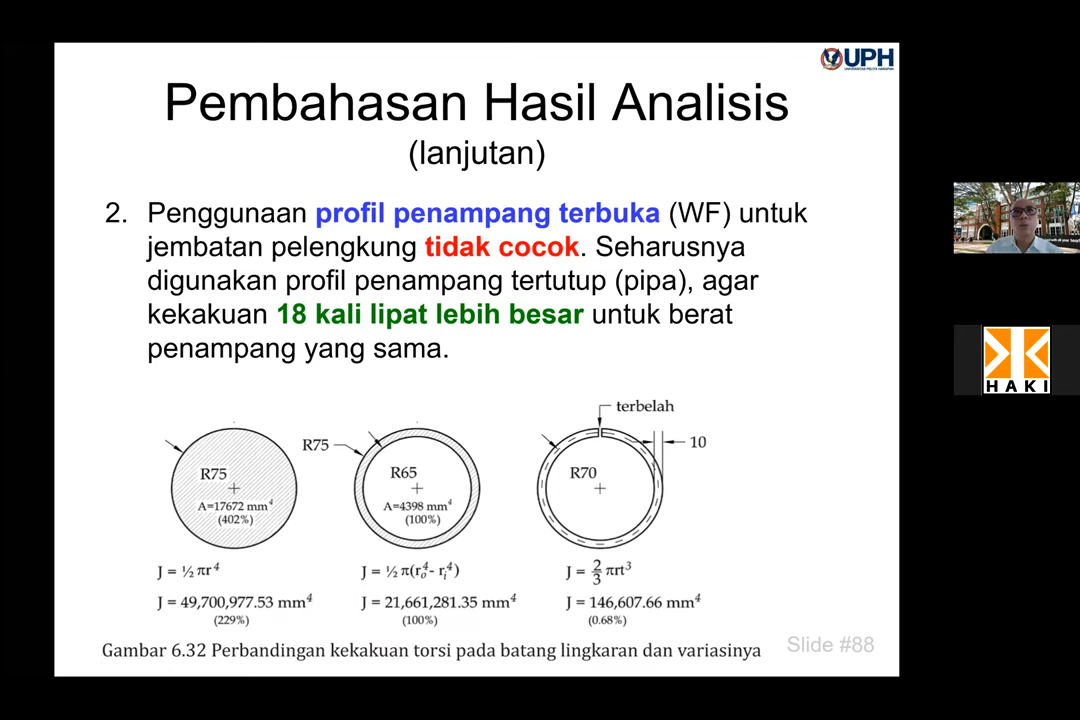 UPH
UNIVERSITAS PELITA HARAPAN
Pembahasan Hasil Analisis
(lanjutan)
2. Penggunaan profil penampang terbuka (WF) untuk
jembatan pelengkung tidak cocok. Seharusnya
digunakan profil penampang tertutup (pipa), agar
kekakuan 18 kali lipat lebih besar untuk berat
penampang yang sama.
R75
A=17672 mm⁴
(402%)
J = ½ πr⁴
J = 49,700,977.53 mm⁴
(229%)
R75
R65
A=4398 mm⁴
(100%)
J = ½ π(rₒ⁴- rᵢ⁴)
J = 21,661,281.35 mm⁴
(100%)
terbelah
10
R70
J = 2/3 πrt³
J = 146,607.66 mm⁴
(0.68%)
Gambar 6.32 Perbandingan kekakuan torsi pada batang lingkaran dan variasinya
Slide #88
HAKI